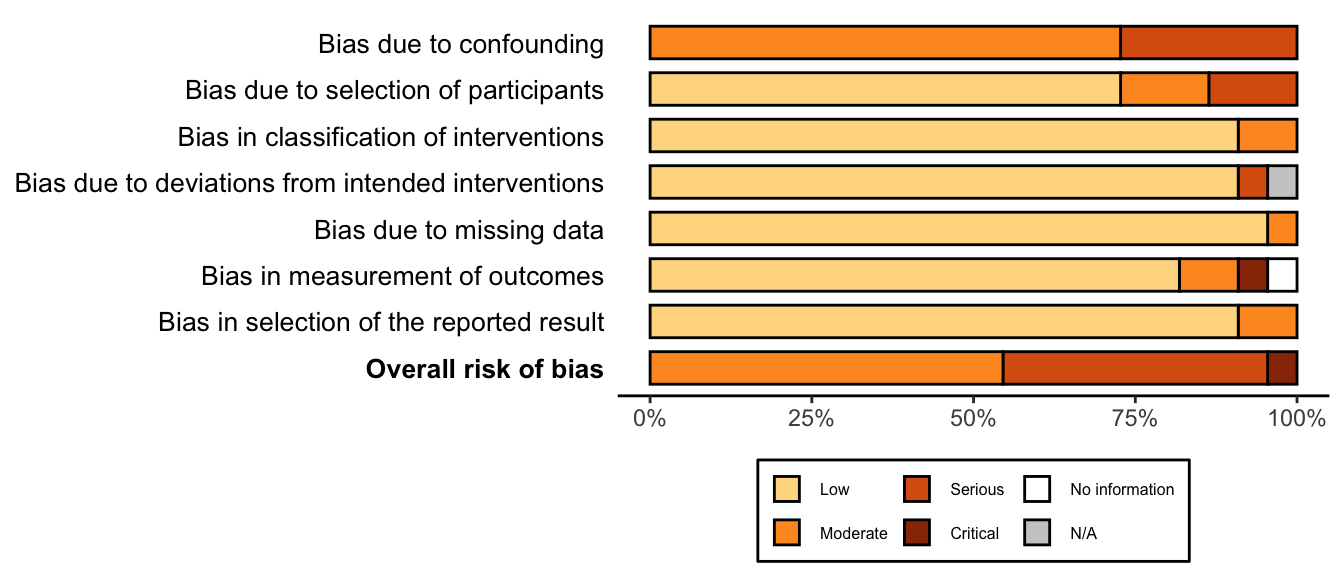 Bias due to confounding
Bias due to selection of participants
Bias in classification of interventions
Bias due to deviations from intended interventions
Bias due to missing data
Bias in measurement of outcomes
Bias in selection of the reported result
Overall risk of bias
0% 25% 50% 75% 100%
Low Serious No information
Moderate Critical N/A